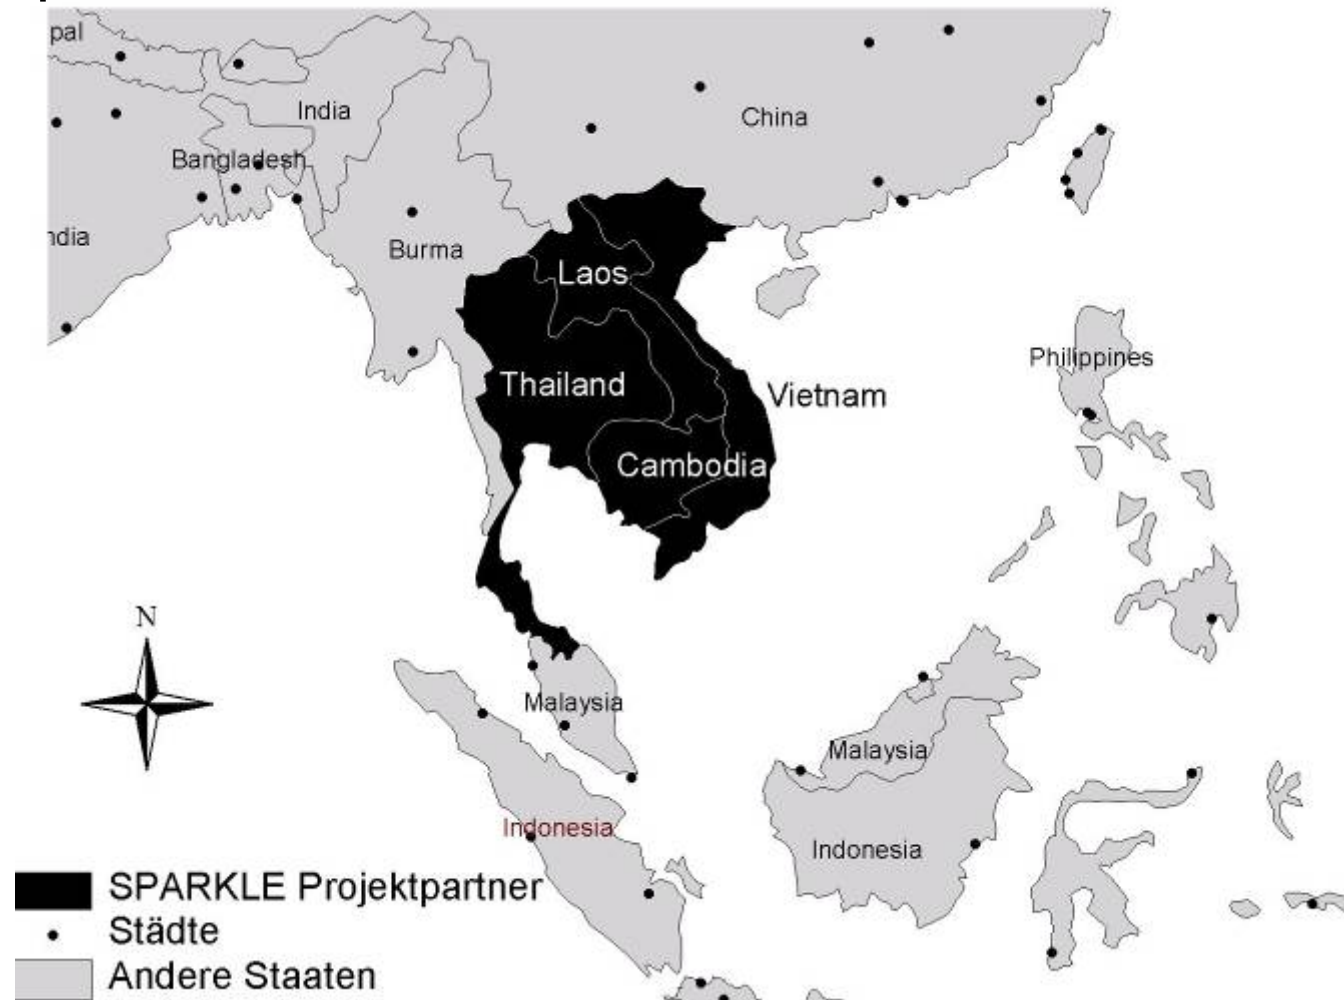 pal
India
China
Bangladesh
ndia
Burma
Laos
Philippines
Thailand
Vietnam
Cambodia
N
Malaysia
Malaysia
Indonesia
Indonesia
SPARKLE Projektpartner
Städte
Andere Staaten